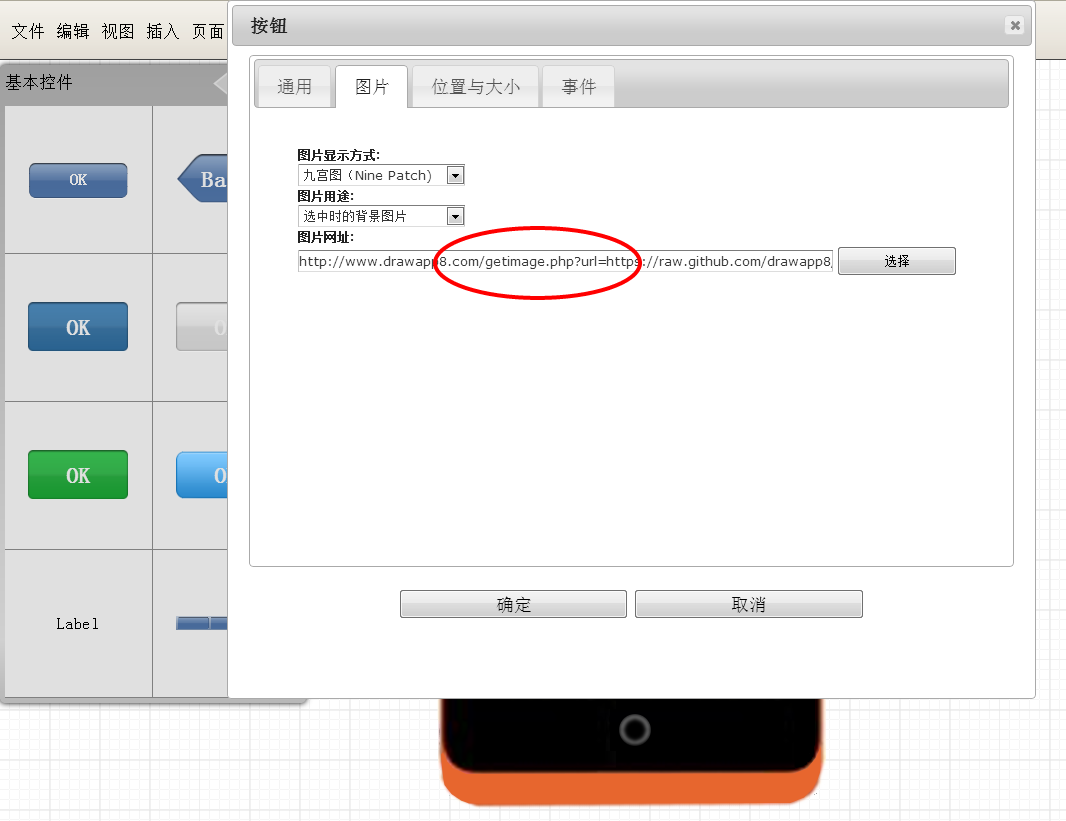 文件 编辑 视图 插入 页面
按钮
基本控件
通用 图片 位置与大小 事件
图片显示方式:
九宫图（Nine Patch)
图片用途:
选中时的背景图片
图片网址:
http://www.drawapp8.com/getimage.php?url=https://raw.github.com/drawapp8/ 选择
OK Ba
OK O
OK O
Label
确定 取消